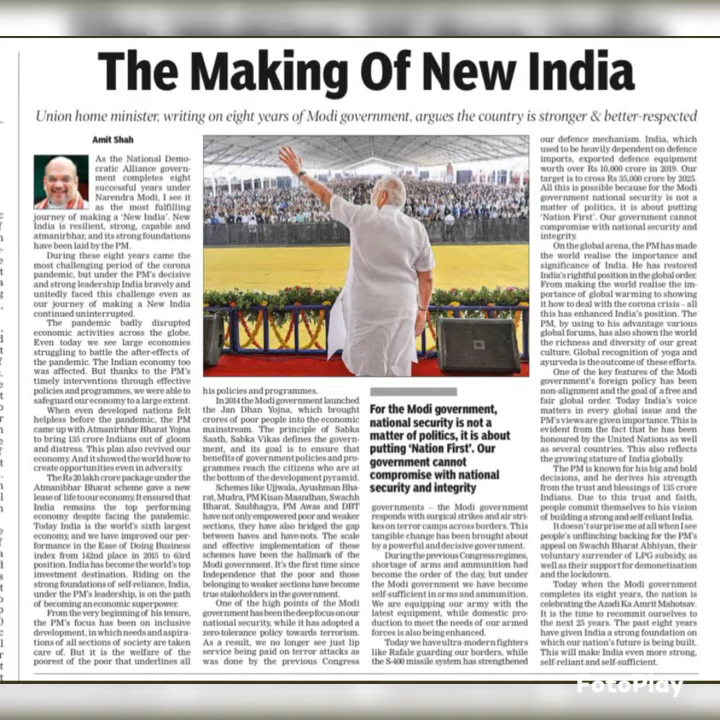 The Making Of New India
Union home minister, writing on eight years of Modi government, argues the country is stronger & better-respected
Amit Shah
As the National Demo-
cratic Alliance govern-
ment completes eight
successful years under
Narendra Modi, I see it
as the most fulfilling
journey of making a ‘New India’. New
India is resilient, strong, capable and
atmanirbhar, and its strong foundations
have been laid by the PM.
During these eight years came the
most challenging period of the corona
pandemic, but under the PM’s decisive
and strong leadership India bravely and
unitedly faced this challenge even as
our journey of making a New India
continued uninterrupted.
The pandemic badly disrupted
economic activities across the globe.
Even today we see large economies
struggling to battle the after-effects of
the pandemic. The Indian economy too
was affected. But thanks to the PM’s
timely interventions through effective
policies and programmes, we were able to
safeguard our economy to a large extent.
When even developed nations felt
helpless before the pandemic, the PM
came up with Atmanirbhar Bharat Yojna
to bring 135 crore Indians out of gloom
and distress. This plan also revived our
economy. And it showed the world how to
create opportunities even in adversity.
The Rs 20 lakh crore package under the
Atmanibhar Bharat scheme gave a new
lease of life to our economy. It ensured that
India remains the top performing
economy despite facing the pandemic.
Today India is the world’s sixth largest
economy, and we have improved our per-
formance in the Ease of Doing Business
index from 142nd place in 2015 to 63rd
position. India has become the world’s top
investment destination. Riding on the
strong foundations of self-reliance, India,
under the PM’s leadership, is on the path
of becoming an economic superpower.
From the very beginning of his tenure,
the PM’s focus has been on inclusive
development, in which needs and aspira-
tions of all sections of society are taken
care of. But it is the welfare of the
poorest of the poor that underlines all
his policies and programmes.
In 2014 the Modi government launched
the Jan Dhan Yojna, which brought
crores of poor people into the economic
mainstream. The principle of Sabka
Saath, Sabka Vikas defines the govern-
ment, and its goal is to ensure that
benefits of government policies and pro-
grammes reach the citizens who are at
the bottom of the development pyramid.
Schemes like Ujjwala, Ayushman Bha-
rat, Mudra, PM Kisan-Maandhan, Swachh
Bharat, Saubhagya, PM Awas and DBT
have not only empowered poor and weaker
sections, they have also bridged the gap
between haves and have-nots. The scale
and effective implementation of these
schemes have been the hallmark of the
Modi government. It’s the first time since
Independence that the poor and those
belonging to weaker sections have become
true stakeholders in the government.
One of the high points of the Modi
government has been the deep focus on our
national security, while it has adopted a
zero-tolerance policy towards terrorism.
As a result, we no longer see just lip
service being paid on terror attacks as
was done by the previous Congress
For the Modi government,
national security is not a
matter of politics, it is about
putting ‘Nation First’. Our
government cannot
compromise with national
security and integrity
governments – the Modi government
responds with surgical strikes and air stri-
kes on terror camps across borders. This
tangible change has been brought about
by a powerful and decisive government.
During the previous Congress regimes,
shortage of arms and ammunition had
become the order of the day, but under
the Modi government we have become
self-sufficient in arms and ammunition.
We are equipping our army with the
latest equipment, while domestic pro-
duction to meet the needs of our armed
forces is also being enhanced.
Today we have ultra-modern fighters
like Rafale guarding our borders, while
the S-400 missile system has strengthened
our defence mechanism. India, which
used to be heavily dependent on defence
imports, exported defence equipment
worth over Rs 10,000 crore in 2019. Our
target is to cross Rs 35,000 crore by 2025.
All this is possible because for the Modi
government national security is not a
matter of politics, it is about putting
‘Nation First’. Our government cannot
compromise with national security and
integrity.
On the global arena, the PM has made
the world realise the importance and
significance of India. He has restored
India’s rightful position in the global order.
From making the world realise the im-
portance of global warming to showing
it how to deal with the corona crisis – all
this has enhanced India’s position. The
PM, by using to his advantage various
global forums, has also shown the world
the richness and diversity of our great
culture. Global recognition of yoga and
ayurveda is the outcome of these efforts.
One of the key features of the Modi
government’s foreign policy has been
non-alignment and the goal of a free and
fair global order. Today India’s voice
matters in every global issue and the
PM’s views are given importance. This is
evident from the fact that he has been
honoured by the United Nations as well
as several countries. This also reflects
the growing stature of India globally.
The PM is known for his big and bold
decisions, and he derives his strength
from the trust and blessings of 135 crore
Indians. Due to this trust and faith,
people commit themselves to his vision
of building a strong and self reliant India.
It doesn’t surprise me at all when I see
people’s unflinching backing for the PM’s
appeal on Swachh Bharat Abhiyan, their
voluntary surrender of LPG subsidy, as
well as their support for demonetisation
and the lockdown.
Today when the Modi government
completes its eight years, the nation is
celebrating the Azadi Ka Amrit Mahotsav.
It is the time to recommit ourselves to
the next 25 years. The past eight years
have given India a strong foundation on
which our nation’s future is being built.
This will make India even more strong,
self-reliant and self-sufficient.
FotoPlay